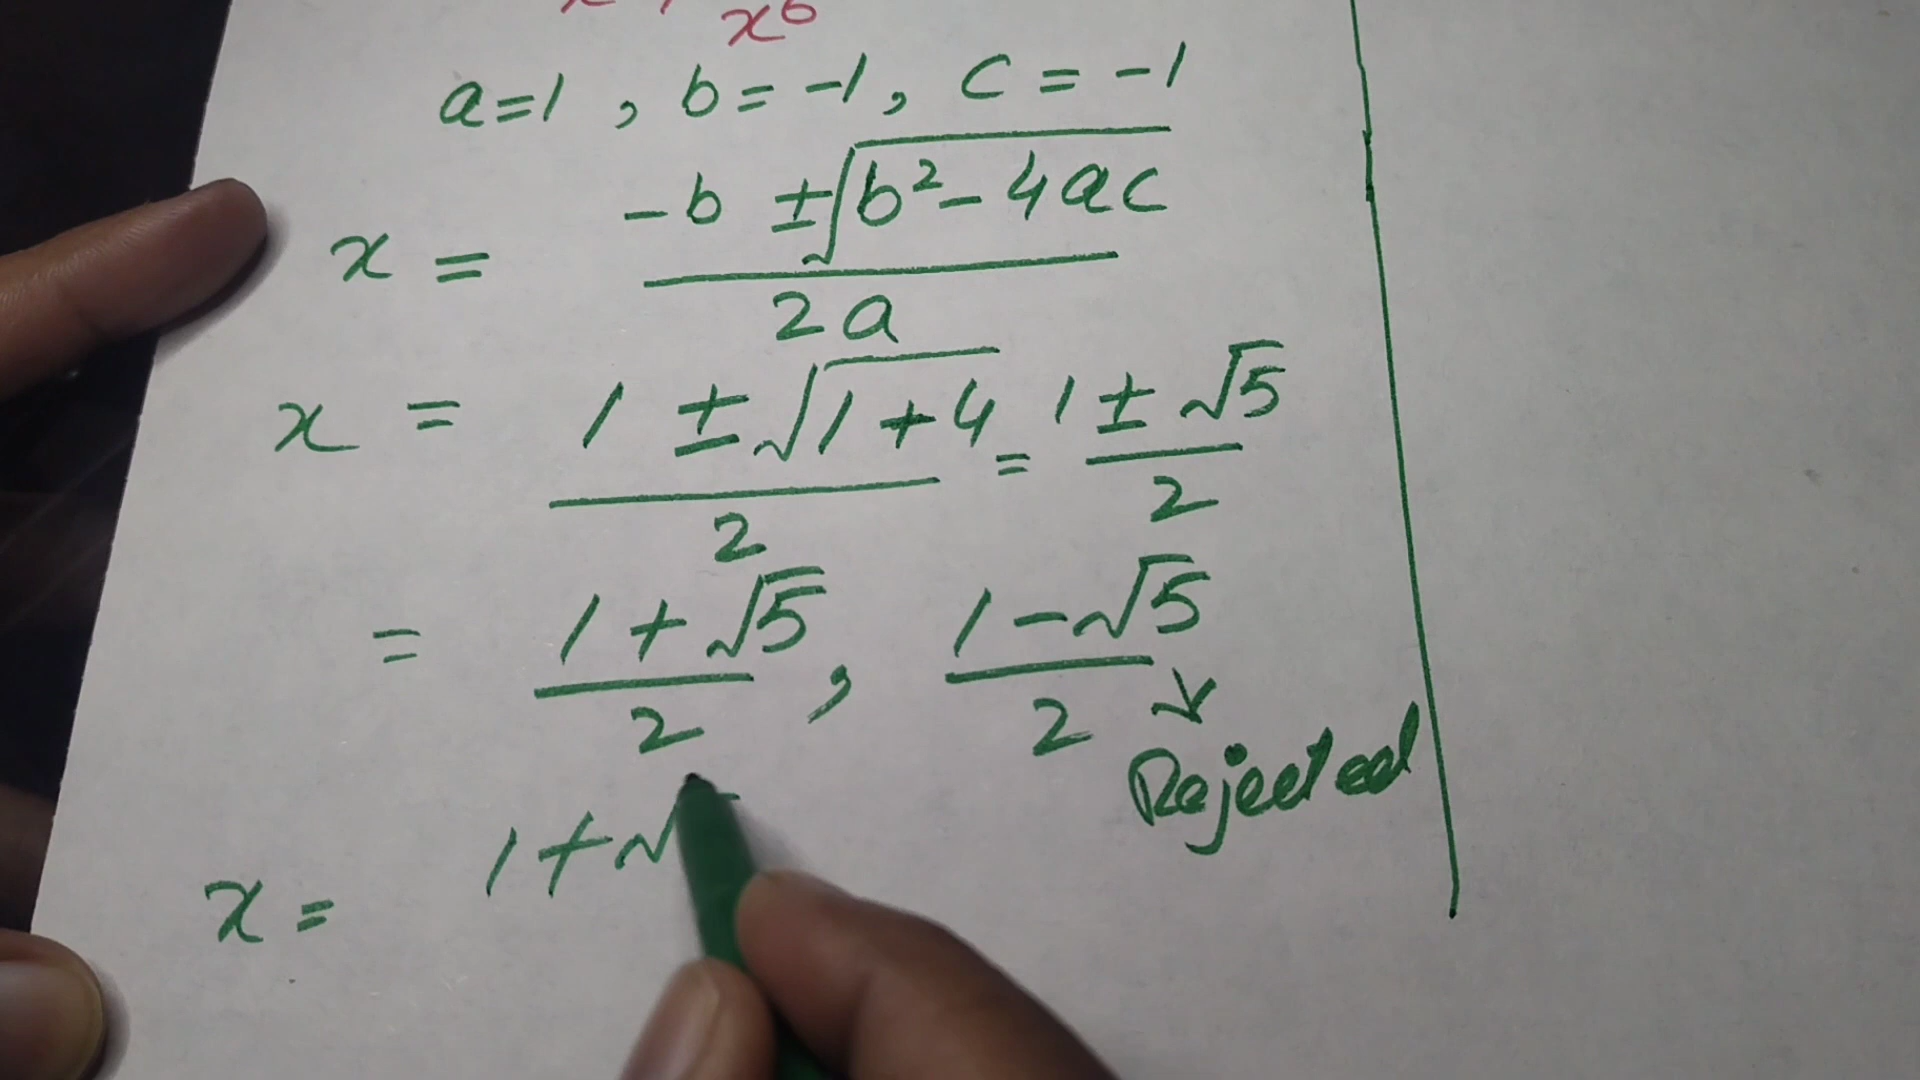 x⁶
a=1 , b= -1, c = -1
x = (-b ±√(b²- 4ac))/(2a)
x = (1 ± √(1+4))/2 = (1± √5)/2
= (1+√5)/2 , (1-√5)/2
↓
Rejected
x= 1+√